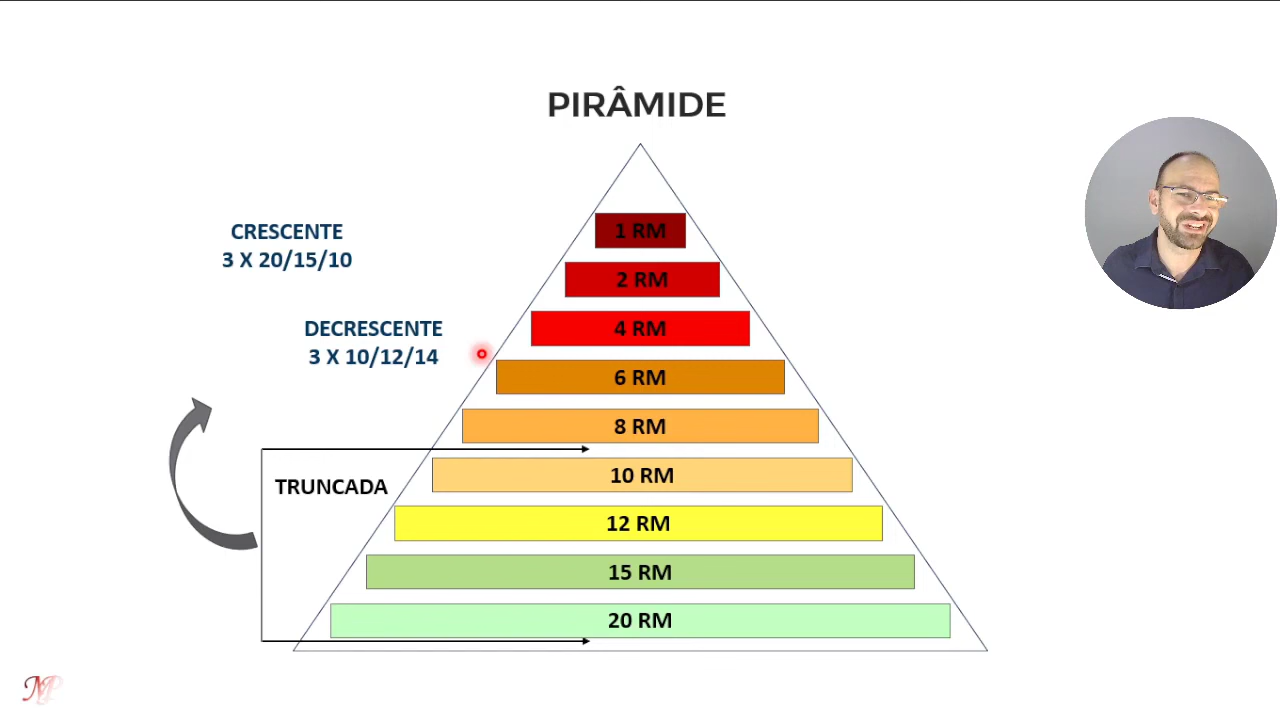 PIRÂMIDE
CRESCENTE
3 X 20/15/10
DECRESCENTE
3 X 10/12/14
TRUNCADA
1 RM
2 RM
4 RM
6 RM
8 RM
10 RM
12 RM
15 RM
20 RM
MP